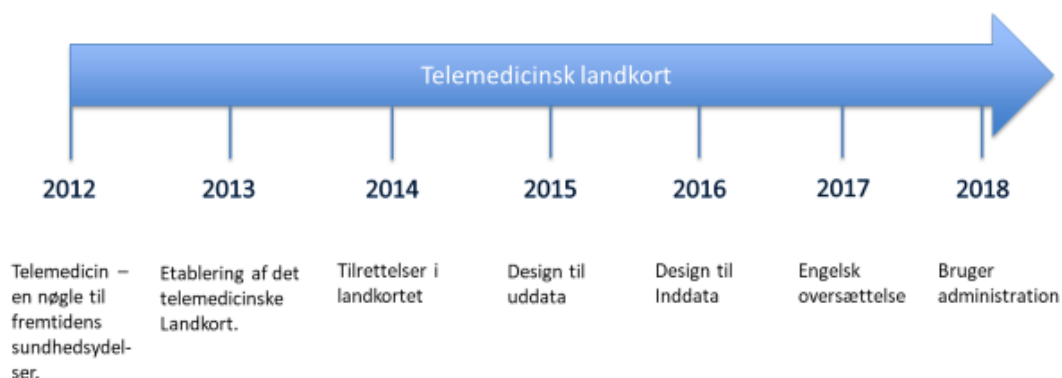 Telemedicinsk landkort
2012
2013
2014
2015
2016
2017
2018
Telemedicin –
en nøgle til
fremtidens
sundhedsydel-
ser.
Etablering af det
telemedicinske
Landkort.
Tilrettelser i
landkortet
Design til
uddata
Design til
Inddata
Engelsk
oversættelse
Bruger
administration